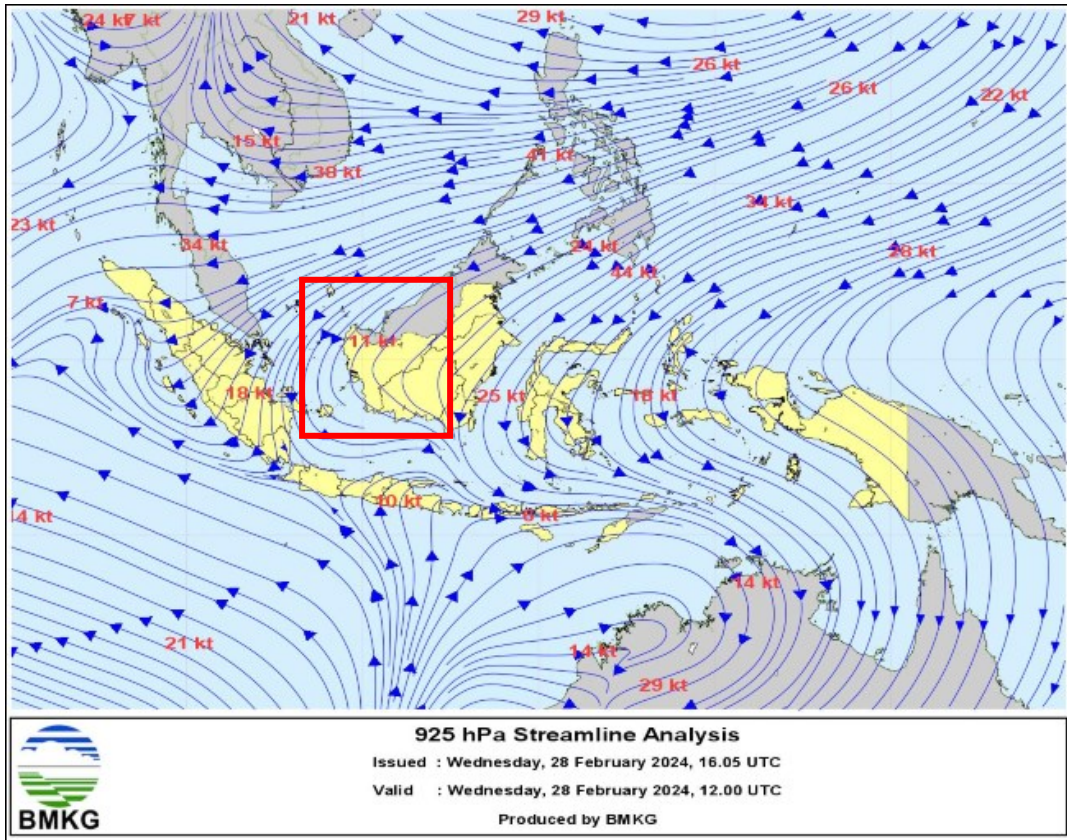 24 kt
7 kt
21 kt
29 kt
26 kt
26 kt
22 kt
15 kt
38 kt
41 kt
34 kt
23 kt
34 kt
24 kt
28 kt
44 kt
7 kt
11 kt
18 kt
25 kt
18 kt
10 kt
6 kt
14 kt
21 kt
14 kt
29 kt
925 hPa Streamline Analysis
Issued : Wednesday, 28 February 2024, 16.05 UTC
Valid : Wednesday, 28 February 2024, 12.00 UTC
Produced by BMKG
BMKG